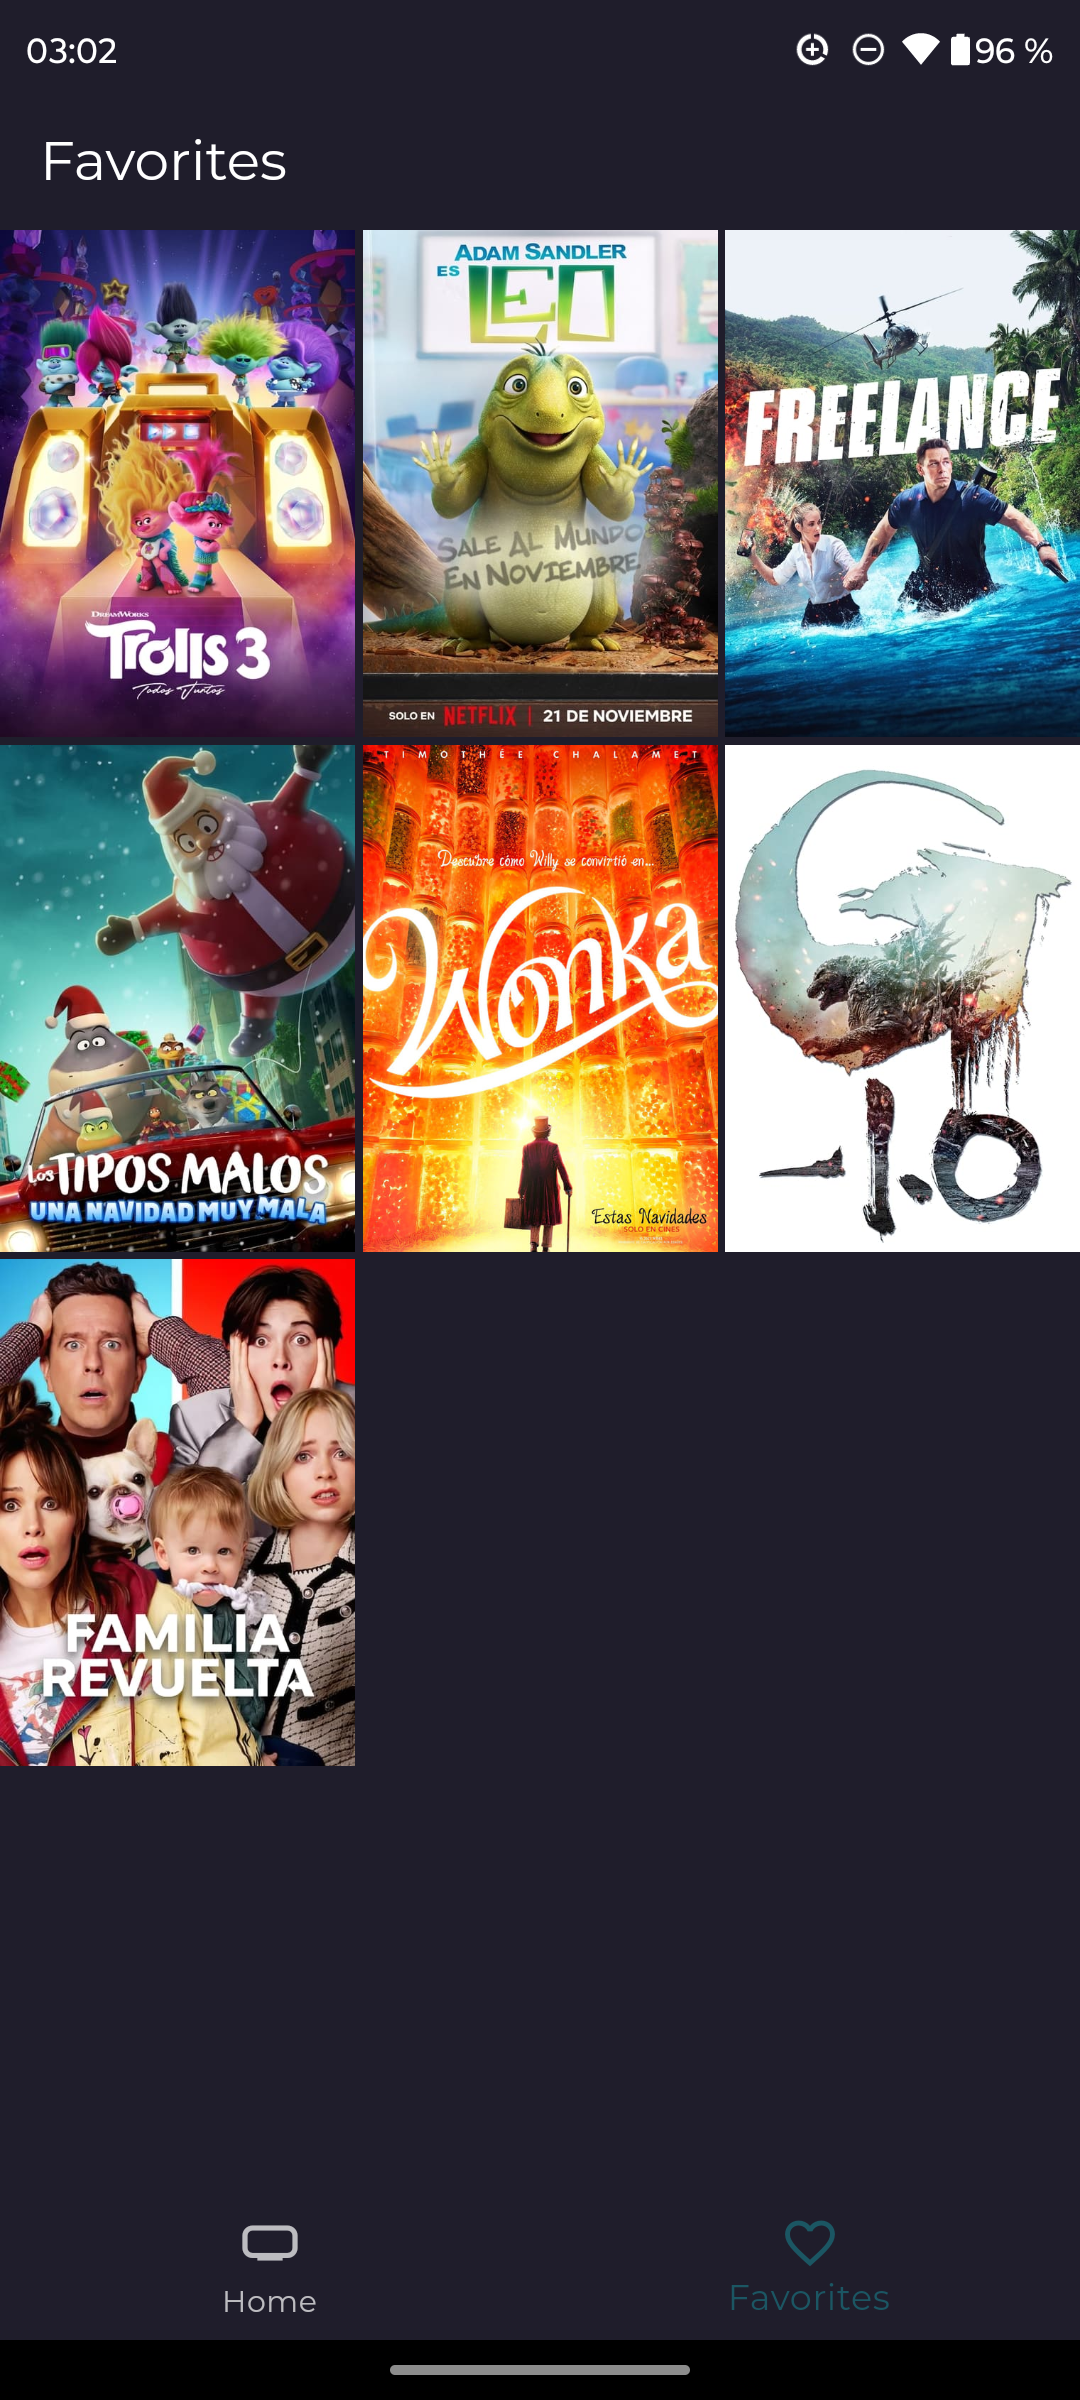 03:02
96 %
Favorites
DREAMWORKS
Trolls 3
Todos Juntos
ADAM SANDLER
ES
LEO
SALE AL MUNDO
EN NOVIEMBRE
SOLO EN NETFLIX | 21 DE NOVIEMBRE
FREELANCE
LOS TIPOS MALOS
UNA NAVIDAD MUY MALA
TIMOTHÉE CHALAMET
Descubre cómo Willy se convirtió en...
Wonka
Estas Navidades
SOLO EN CINES
G
-1.0
FAMILIA
REVUELTA
Home
Favorites